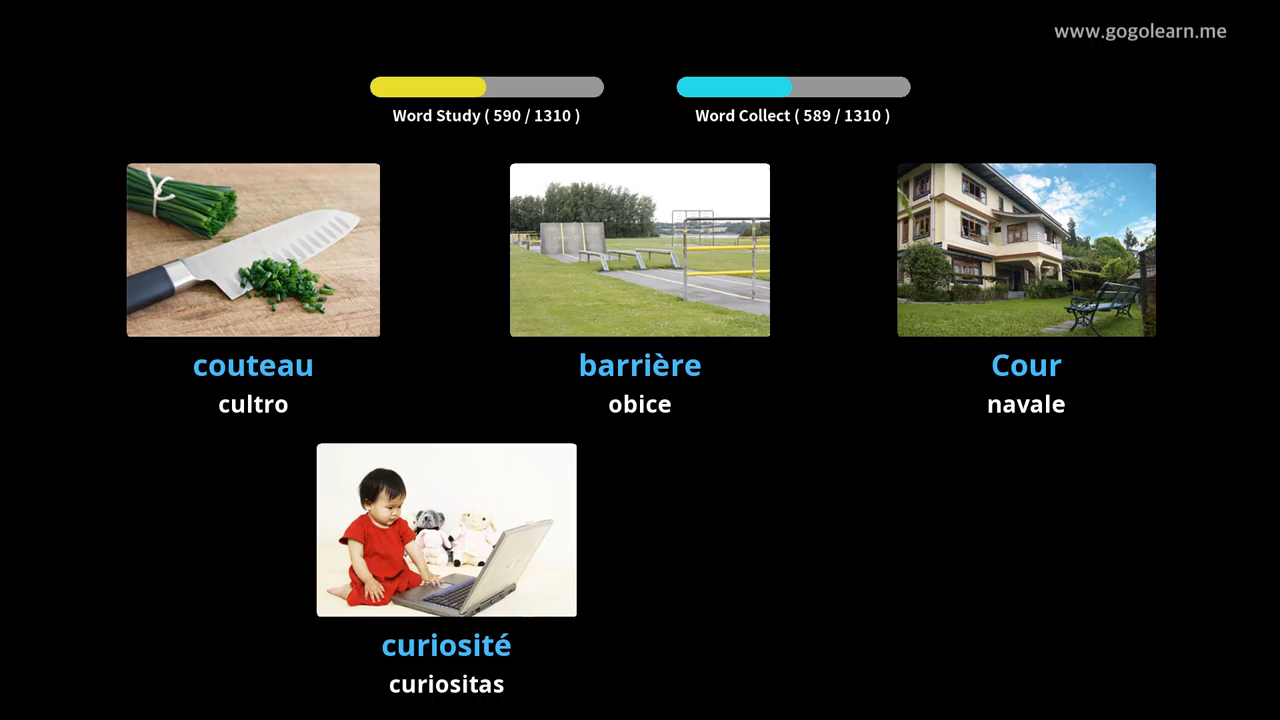 www.gogolearn.me
Word Study ( 590 / 1310 )
Word Collect ( 589 / 1310 )
couteau
cultro
barrière
obice
Cour
navale
curiosité
curiositas